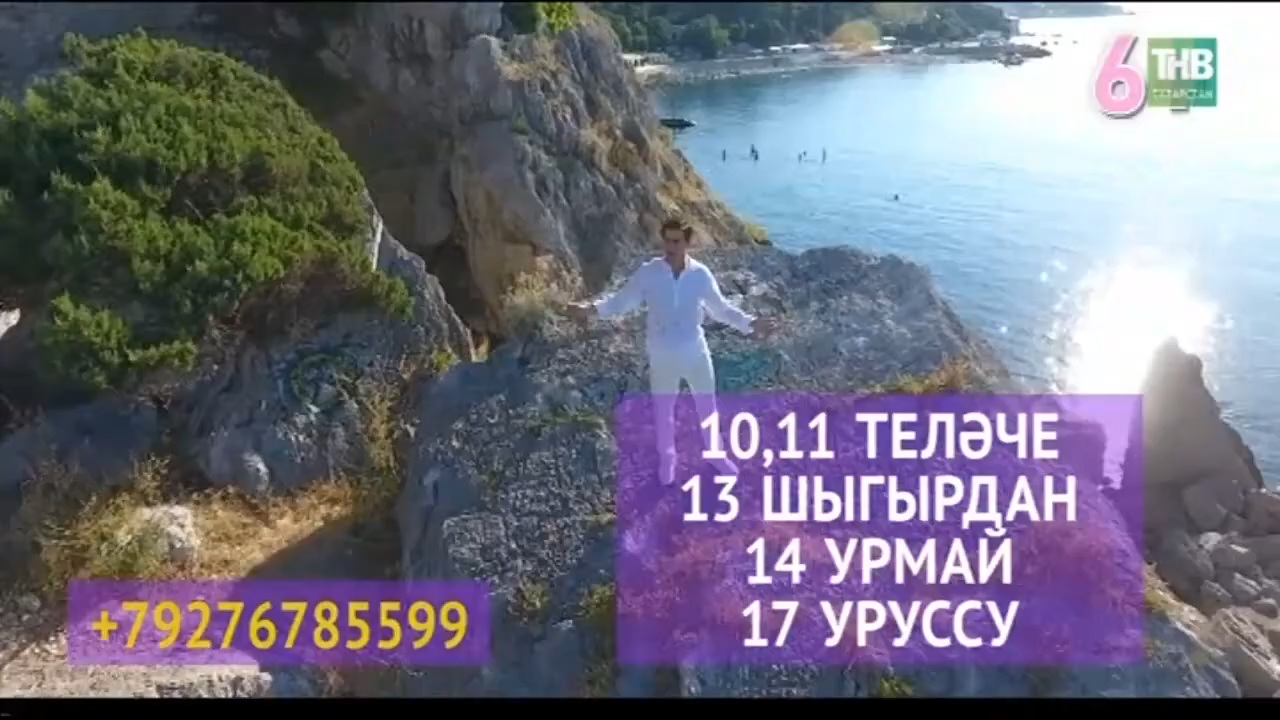 6+
ТНВ
ТАТАРСТАН
10,11 ТЕЛӘЧЕ
13 ШЫГЫРДАН
14 УРМАЙ
17 УРУССУ
+79276785599